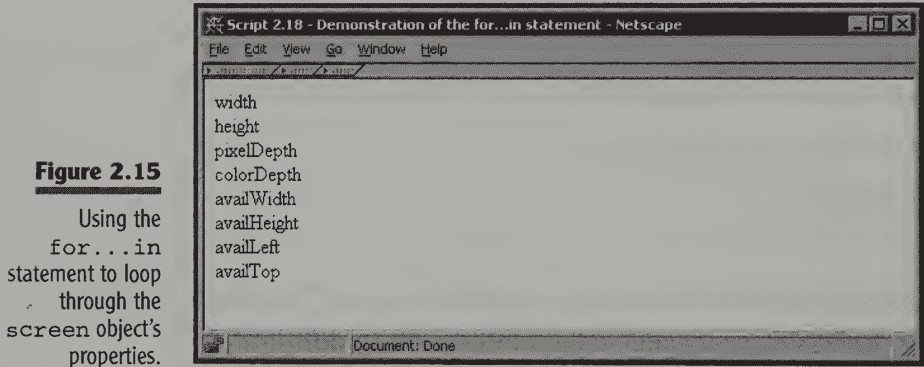 Script 2.18 - Demonstration of the for...in statement - Netscape
File Edit View Go Window Help
width
height
pixelDepth
colorDepth
availWidth
availHeight
availLeft
availTop
Document: Done
Figure 2.15
Using the
for...in
statement to loop
through the
screen object's
properties.